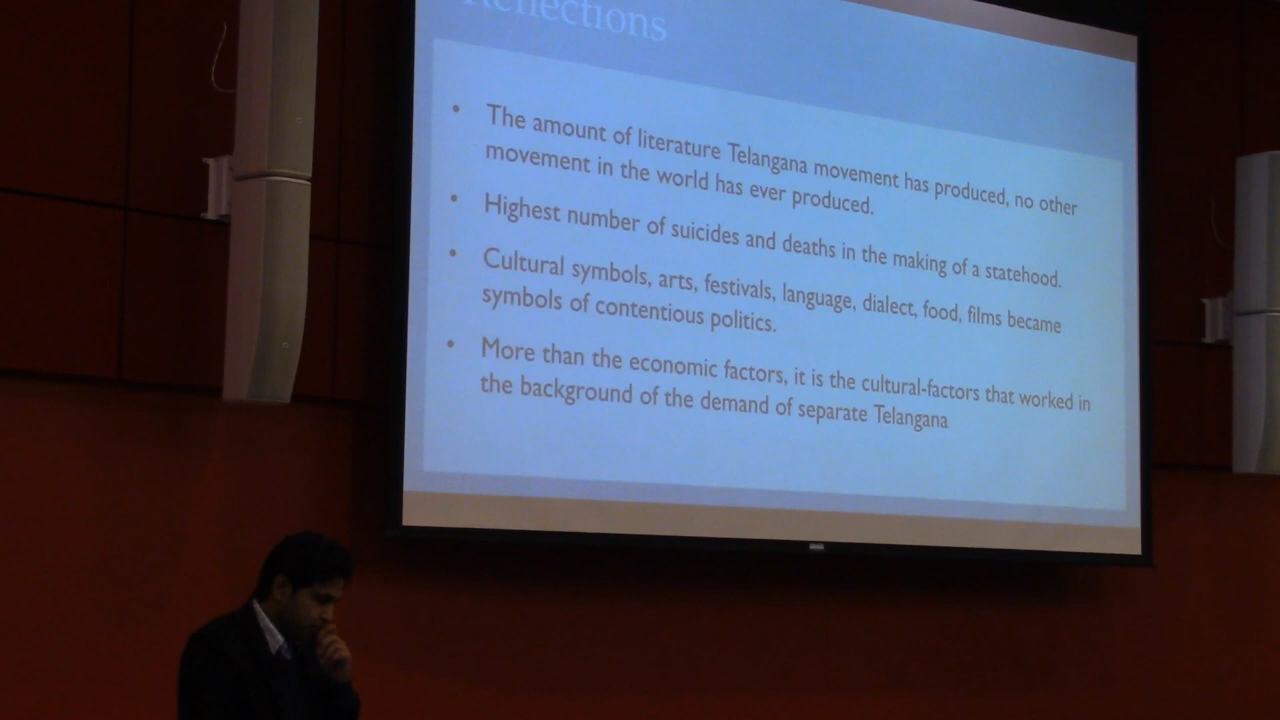 Reflections
• The amount of literature Telangana movement has produced, no other
movement in the world has ever produced.
• Highest number of suicides and deaths in the making of a statehood.
• Cultural symbols, arts, festivals, language, dialect, food, films became
symbols of contentious politics.
• More than the economic factors, it is the cultural-factors that worked in
the background of the demand of separate Telangana